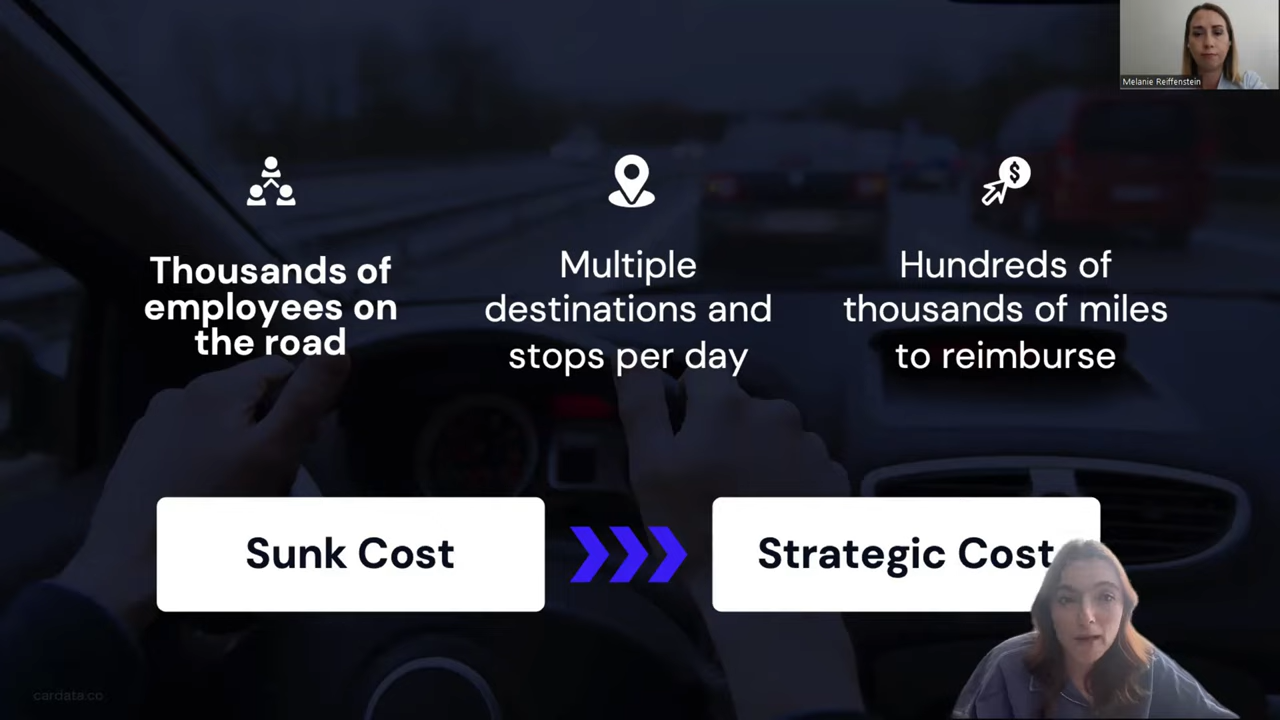 Melanie Reiffenstein
Thousands of
employees on
the road
Multiple
destinations and
stops per day
Hundreds of
thousands of miles
to reimburse
Sunk Cost
Strategic Cost
cardata.co